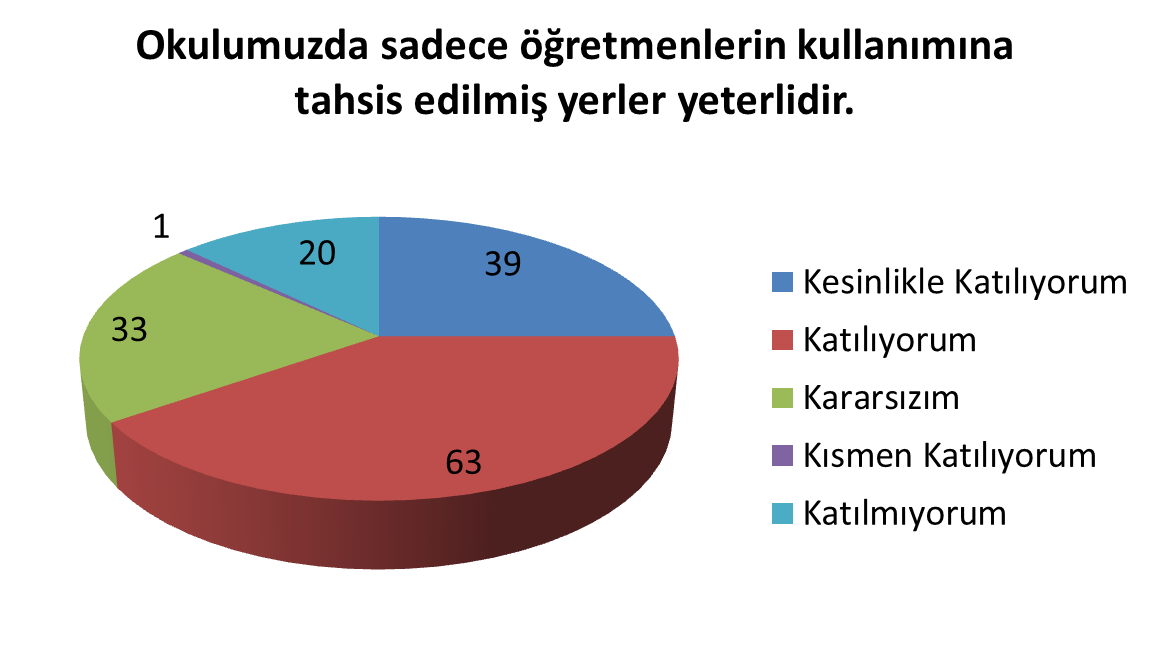 Okulumuzda sadece öğretmenlerin kullanımına
tahsis edilmiş yerler yeterlidir.
1
20
39
33
63
Kesinlikle Katılıyorum
Katılıyorum
Kararsızım
Kısmen Katılıyorum
Katılmıyorum